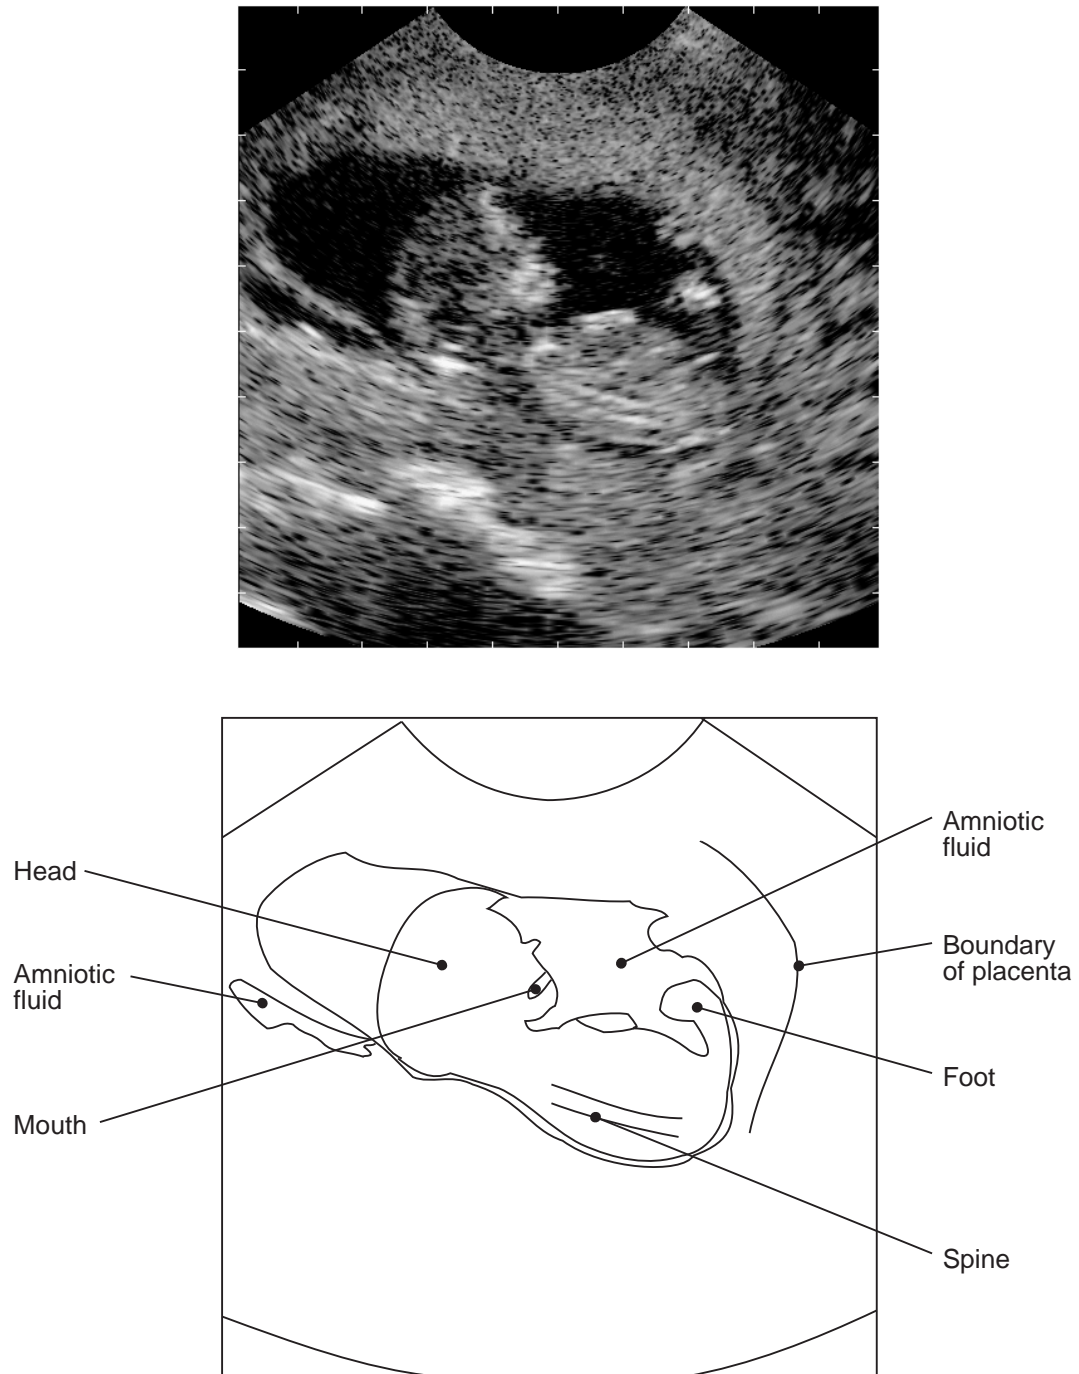 Head
Amniotic
fluid
Mouth
Amniotic
fluid
Boundary
of placenta
Foot
Spine